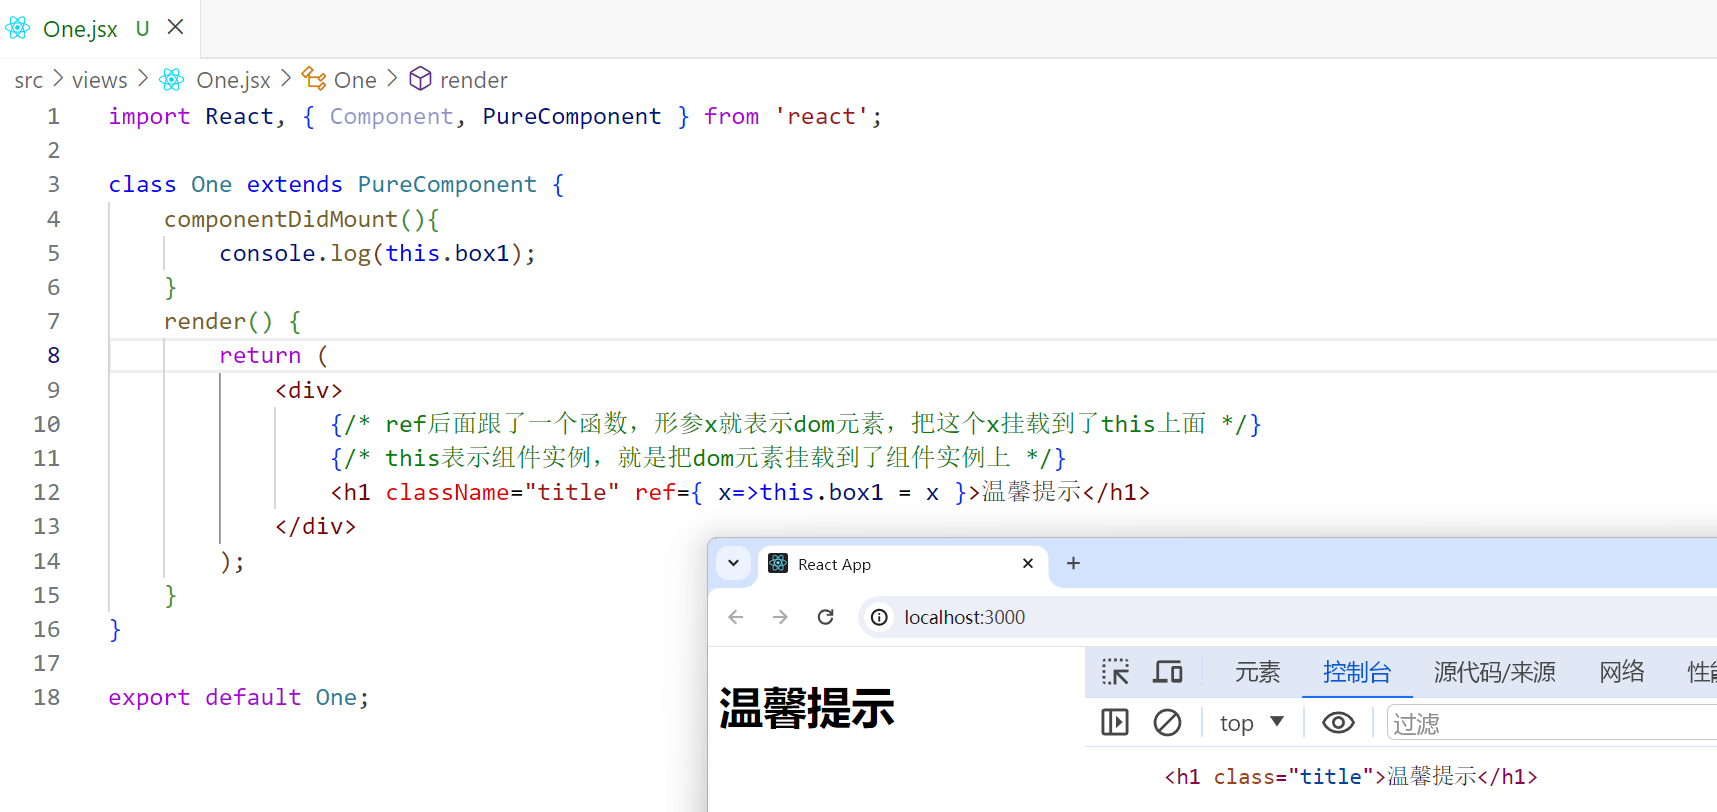 One.jsx U
src > views > One.jsx > One > render
1 import React, { Component, PureComponent } from 'react';
2
3 class One extends PureComponent {
4 componentDidMount(){
5 console.log(this.box1);
6 }
7 render() {
8 return (
9 <div>
10 {/* ref后面跟了一个函数，形参x就表示dom元素，把这个x挂载到了this上面 */}
11 {/* this表示组件实例，就是把dom元素挂载到了组件实例上 */}
12 <h1 className="title" ref={ x=>this.box1 = x }>温馨提示</h1>
13 </div>
14 );
15 }
16 }
17
18 export default One;
React App
localhost:3000
温馨提示
元素 控制台 源代码/来源 网络 性能
top 过滤
<h1 class="title">温馨提示</h1>